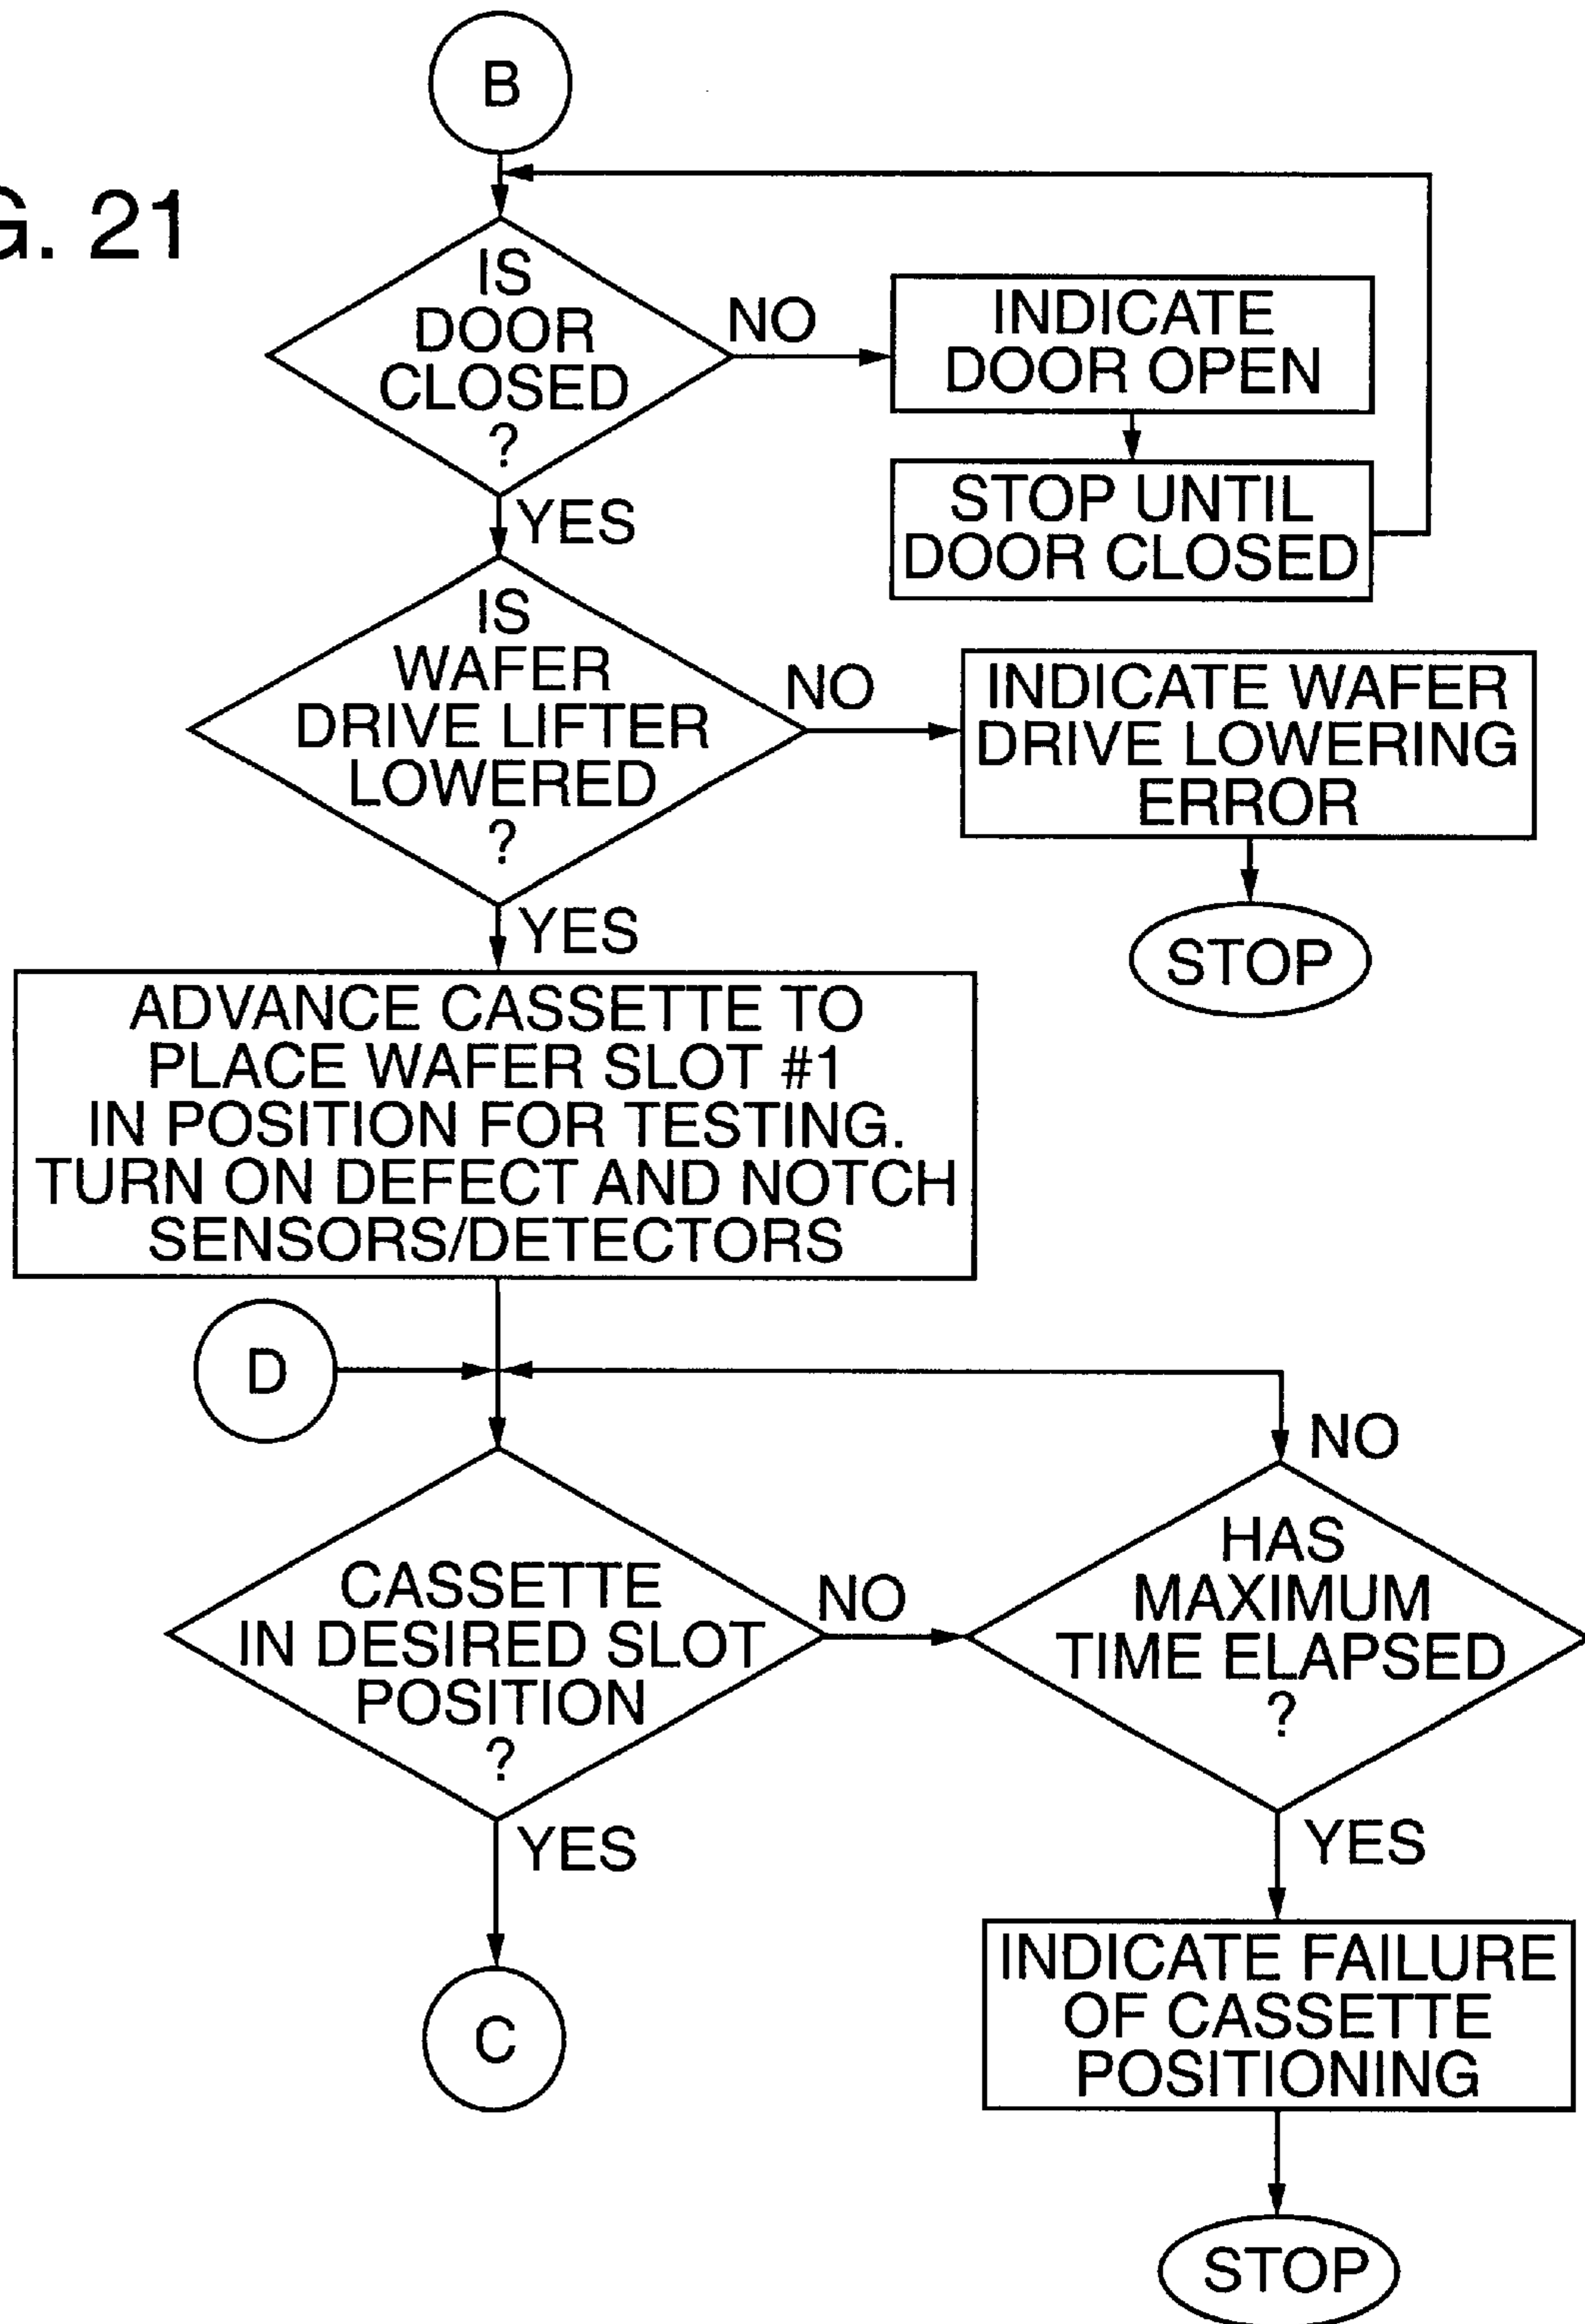 B
G. 21
IS
DOOR
CLOSED
?
NO
INDICATE
DOOR OPEN
STOP UNTIL
DOOR CLOSED
YES
IS
WAFER
DRIVE LIFTER
LOWERED
?
NO
INDICATE WAFER
DRIVE LOWERING
ERROR
STOP
YES
ADVANCE CASSETTE TO
PLACE WAFER SLOT #1
IN POSITION FOR TESTING.
TURN ON DEFECT AND NOTCH
SENSORS/DETECTORS
D
CASSETTE
IN DESIRED SLOT
POSITION
?
NO
NO
HAS
MAXIMUM
TIME ELAPSED
?
YES
C
YES
INDICATE FAILURE
OF CASSETTE
POSITIONING
STOP